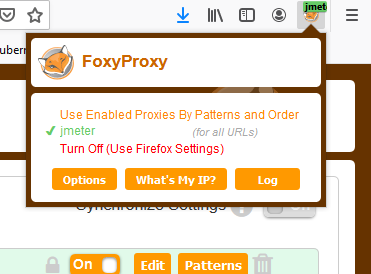 jmeter
uberr
FoxyProxy
Use Enabled Proxies By Patterns and Order
jmeter (for all URLs)
Turn Off (Use Firefox Settings)
Options What's My IP? Log
Synchronize Settings
On Edit Patterns